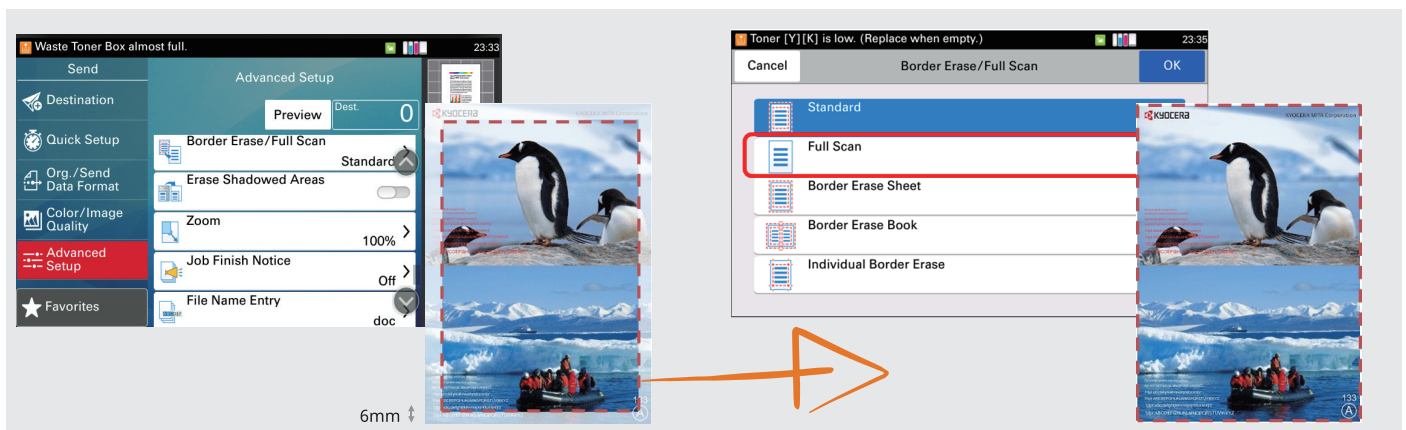 Waste Toner Box almost full.
23:33
Send
Advanced Setup
Destination
Preview
Dest.
0
Quick Setup
Border Erase/Full Scan
Standard
Org./Send
Data Format
Erase Shadowed Areas
Color/Image
Quality
Zoom
100%
Advanced
Setup
Job Finish Notice
Off
Favorites
File Name Entry
doc
KYOCERA
KYOCERA MITA Corporation
133
A
6mm
Toner [Y][K] is low. (Replace when empty.)
23:35
Cancel
Border Erase/Full Scan
OK
Standard
Full Scan
Border Erase Sheet
Border Erase Book
Individual Border Erase
KYOCERA
KYOCERA MITA Corporation
133
A